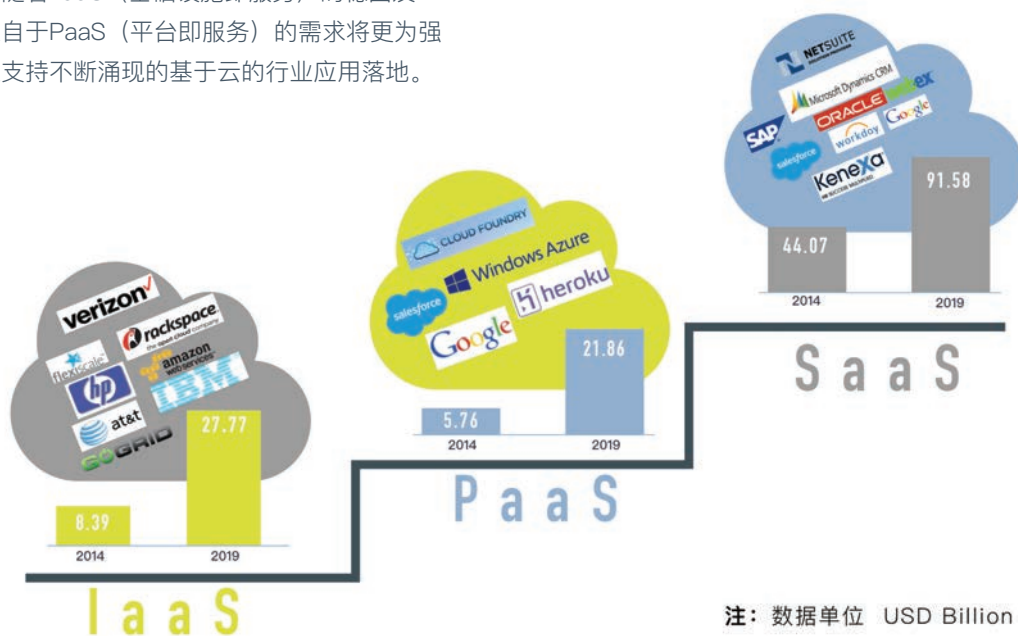 自于PaaS（平台即服务）的需求将更为强
支持不断涌现的基于云的行业应用落地。
NETSUITE
Microsoft Dynamics CRM
ORACLE
SAP
Google
workday
salesforce
Kenexa
91.58
44.07
2014
2019
SaaS
CLOUD FOUNDRY
Windows Azure
salesforce
heroku
Google
21.86
5.76
2014
2019
PaaS
verizon
rackspace.
the open cloud company
flexiscale
amazon
web services
hp
IBM
at&t
GOGRID
27.77
8.39
2014
2019
IaaS
注：数据单位 USD Billion